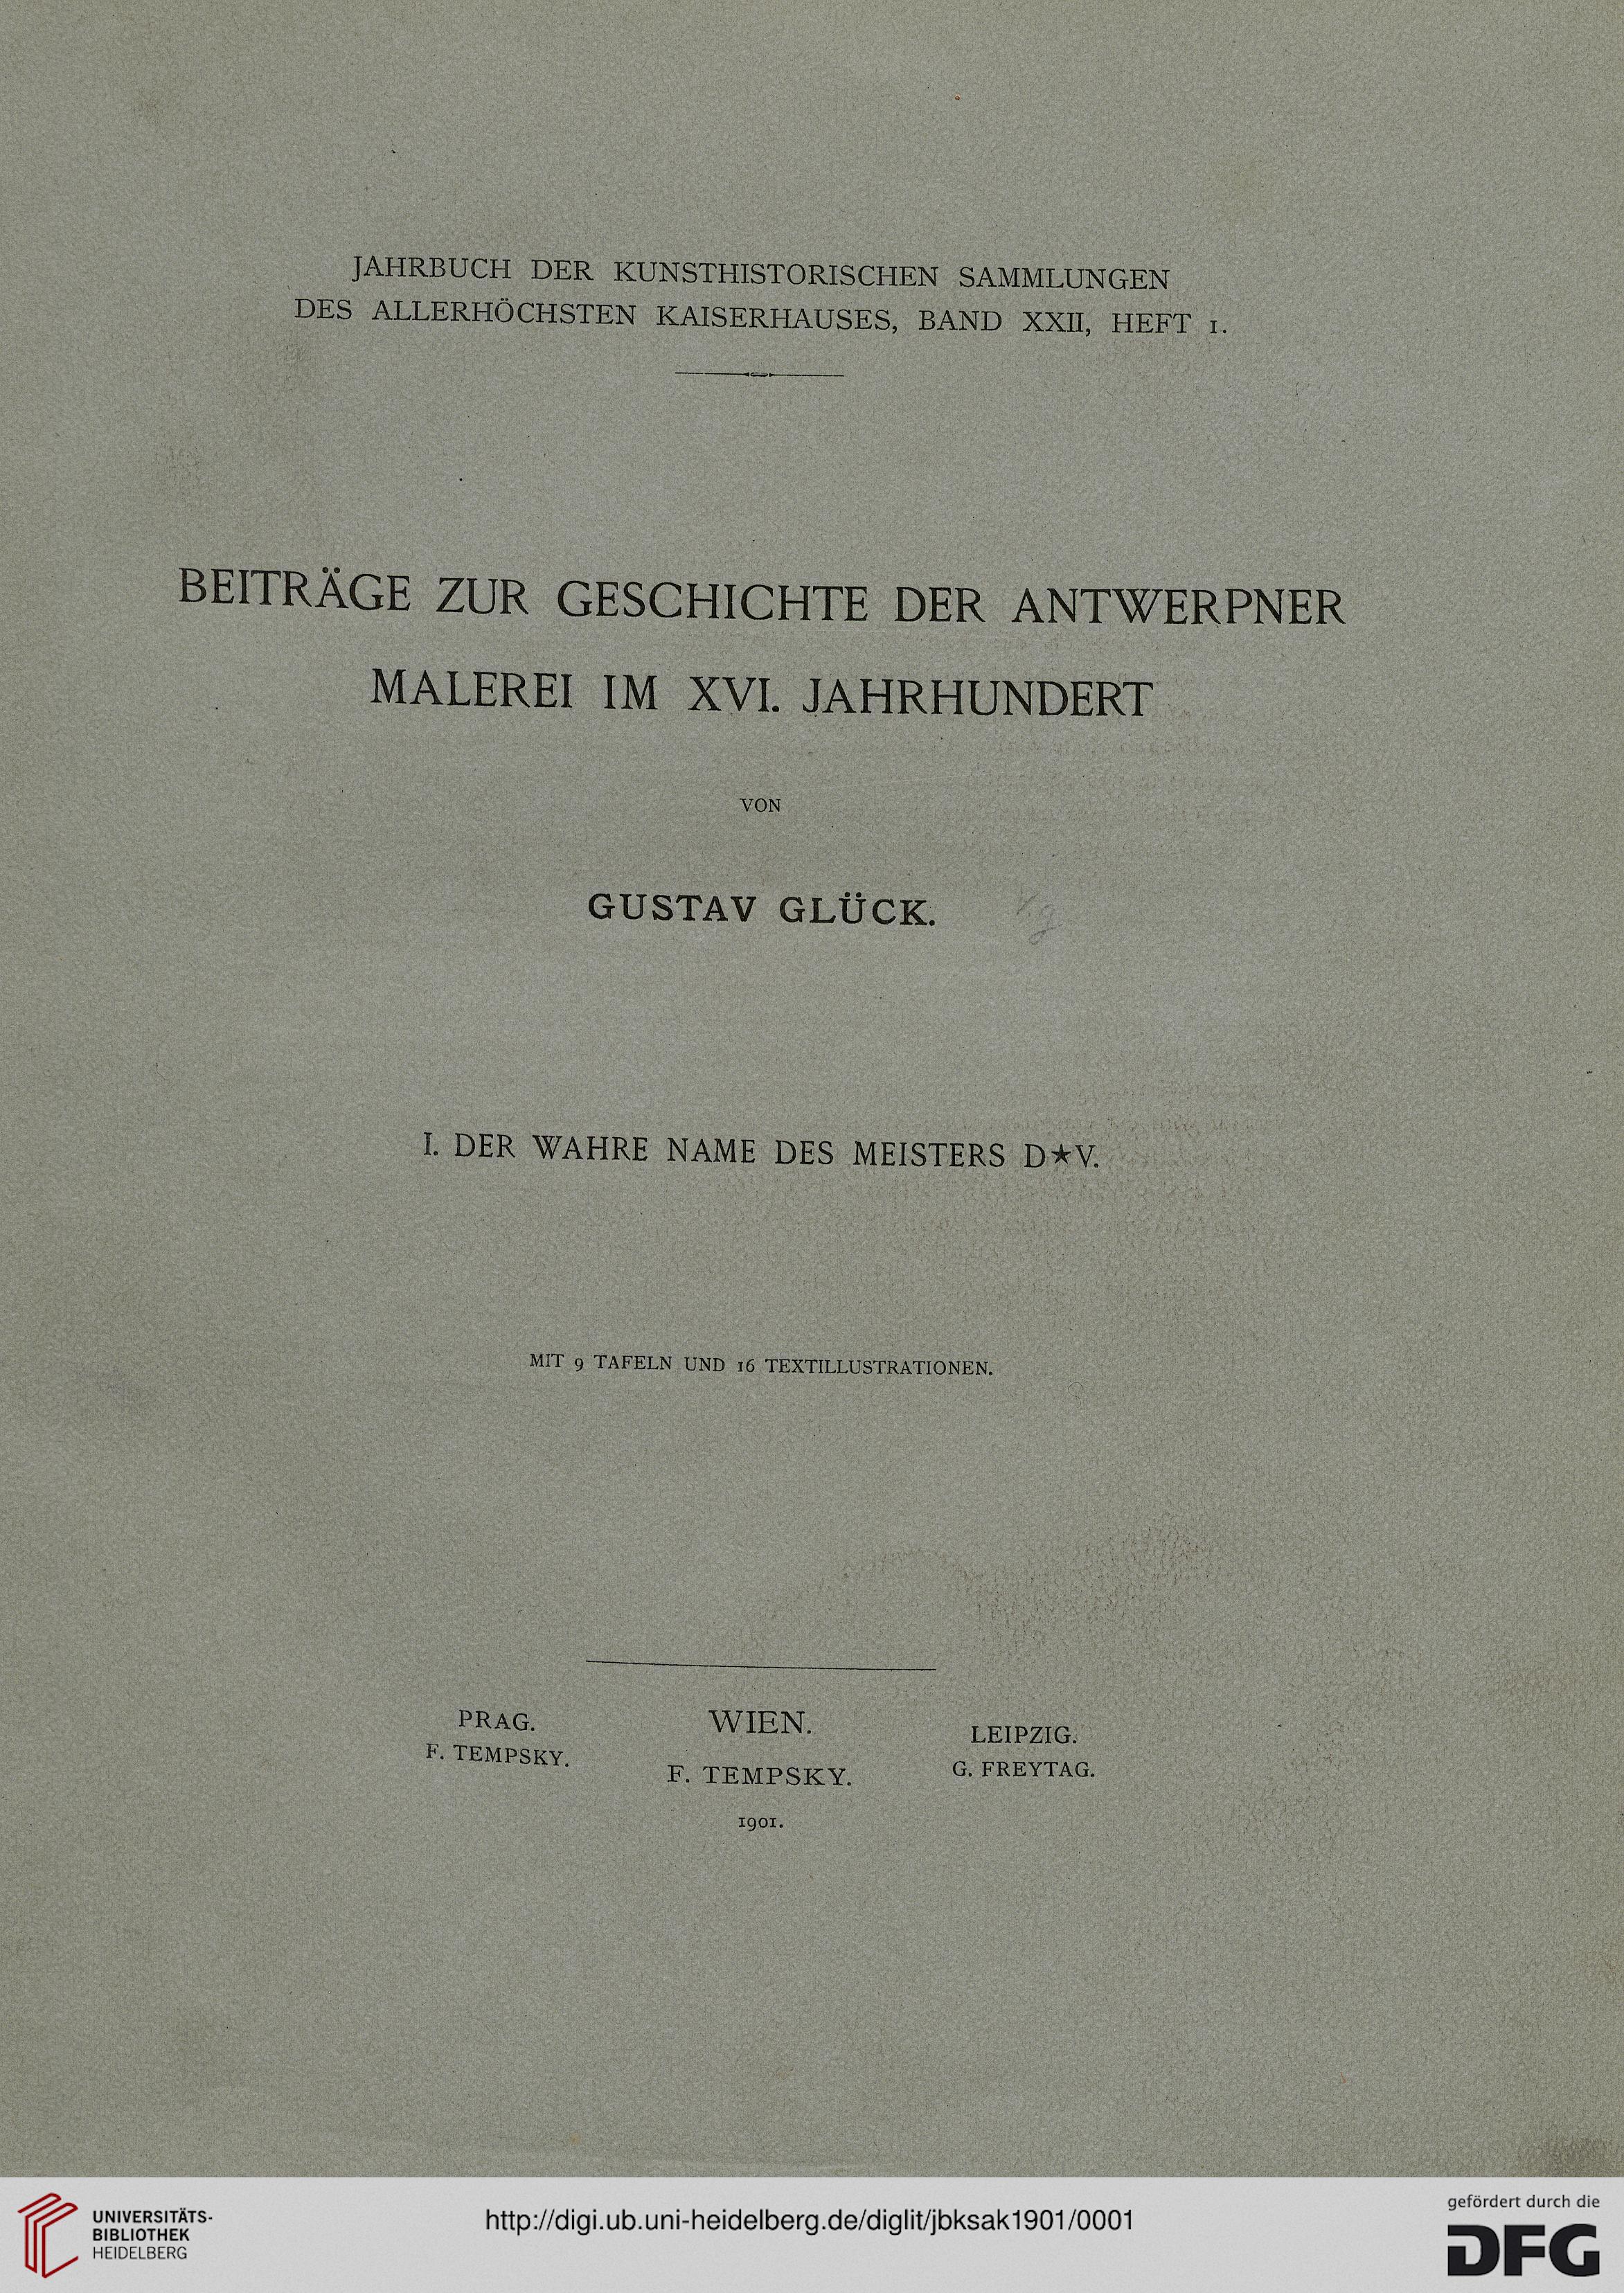 JAHRBUCH DER KUNSTHISTORISCHEN SAMMLUNGEN
DES ALLERHÖCHSTEN KAISERHAUSES, BAND XXII, HEFT 1.
BEITRÄGE ZUR GESCHICHTE DER ANTWERPNER
MALEREI IM XVI. JAHRHUNDERT
VON
GUSTAV GLÜCK.
I. DER WAHRE NAME DES MEISTERS D★V.
MIT 9 TAFELN UND 16 TEXTILLUSTRATIONEN.
PRAG.
F. TEMPSKY.
WIEN.
F. TEMPSKY.
LEIPZIG.
G. FREYTAG.
1901.
UNIVERSITÄTS-
BIBLIOTHEK
HEIDELBERG
http://digi.ub.uni-heidelberg.de/diglit/jbksak1901/0001
gefördert durch die
DFG